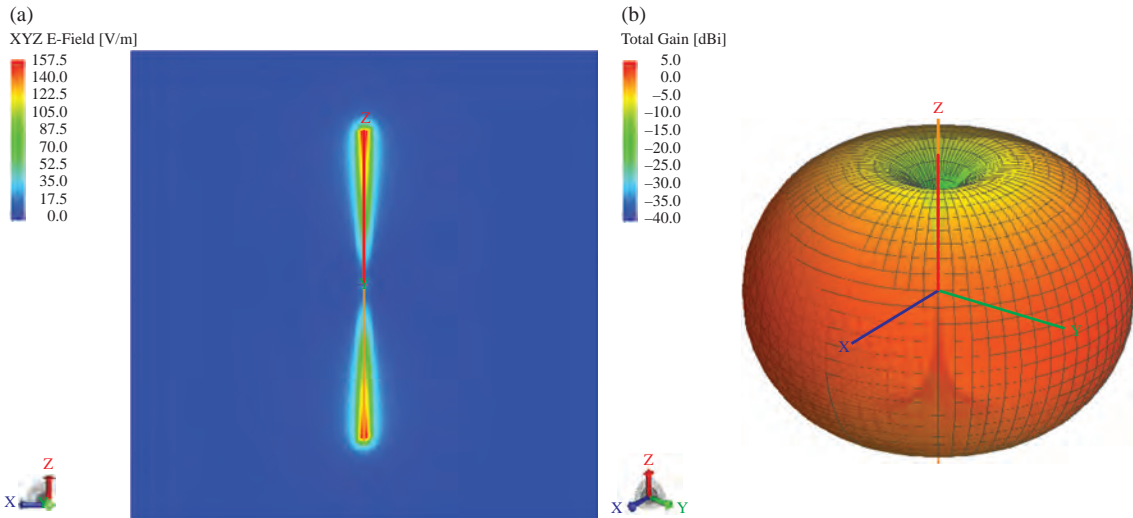 (a)
XYZ E-Field [V/m]
157.5
140.0
122.5
105.0
87.5
70.0
52.5
35.0
17.5
0.0
Z
Z
X
(b)
Total Gain [dBi]
5.0
0.0
–5.0
–10.0
–15.0
–20.0
–25.0
–30.0
–35.0
–40.0
Z
X
Y
Z
X
Y